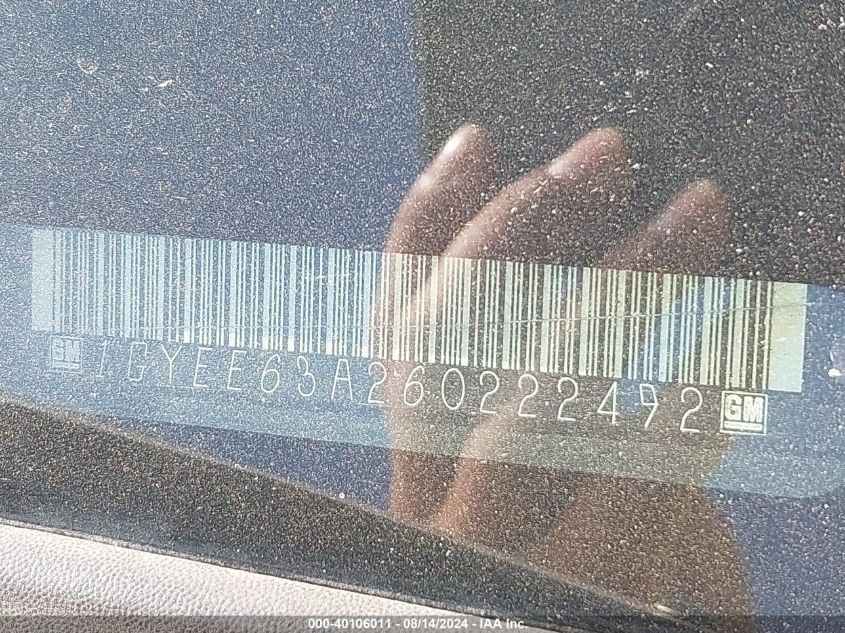 GM 1GYEE63A260222492 GM
000-40106011 - 08/14/2024 - IAA Inc.